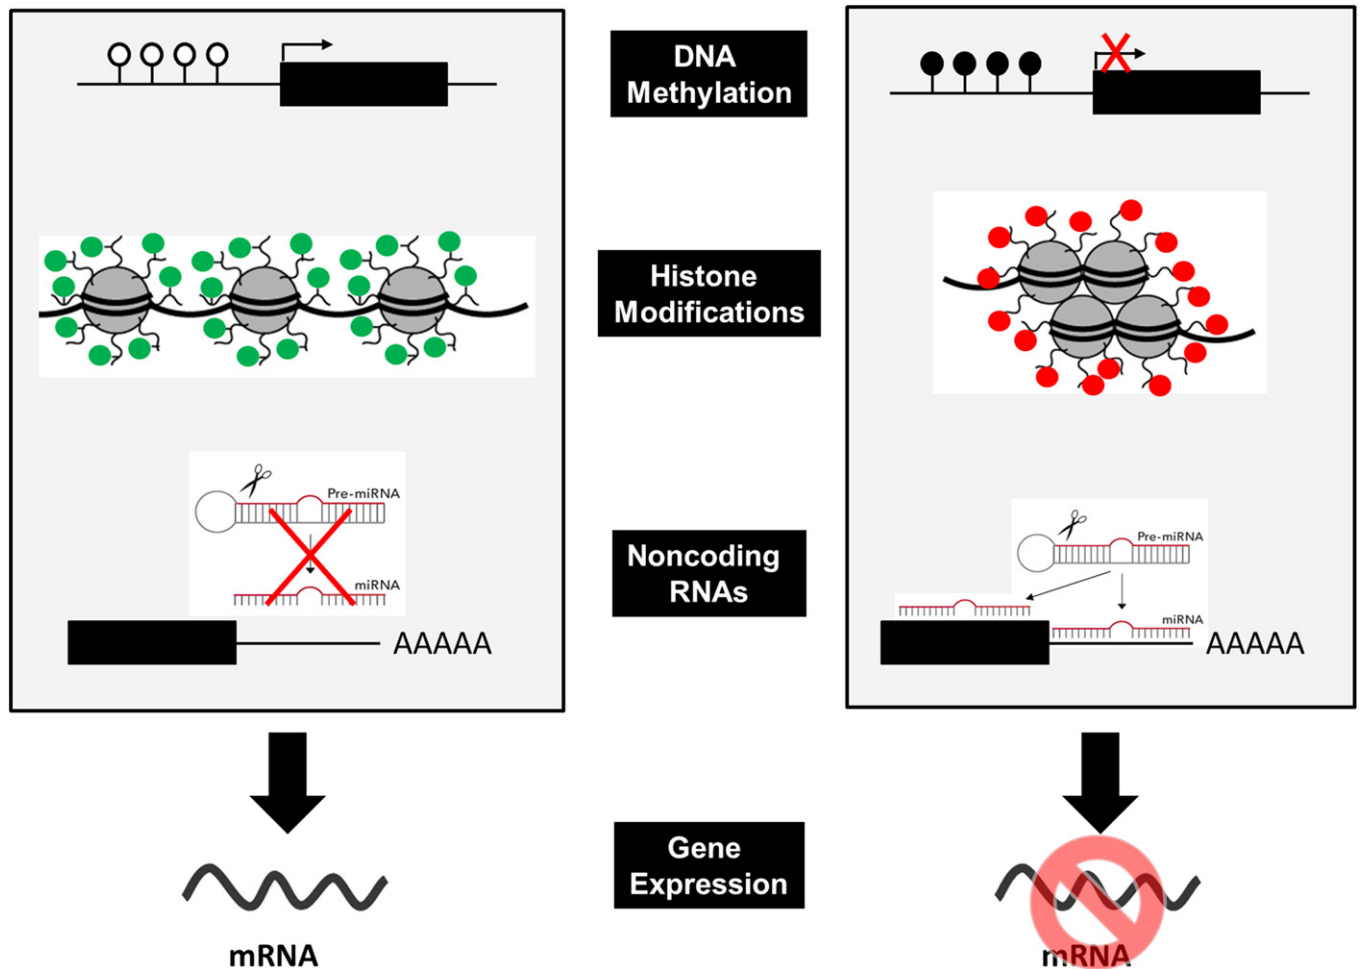 DNA
Methylation
Histone
Modifications
Pre-miRNA
miRNA
AAAAA
Noncoding
RNAs
Pre-miRNA
miRNA
AAAAA
Gene
Expression
mRNA
mRNA